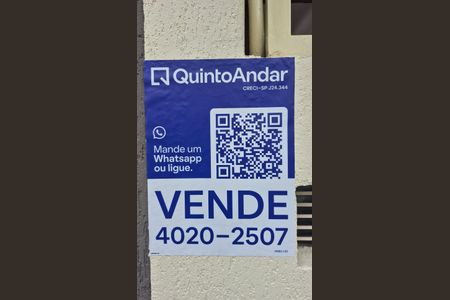 QuintoAndar
CRECI-SP J24.344
Mande um
Whatsapp
ou ligue.
VENDE
4020-2507